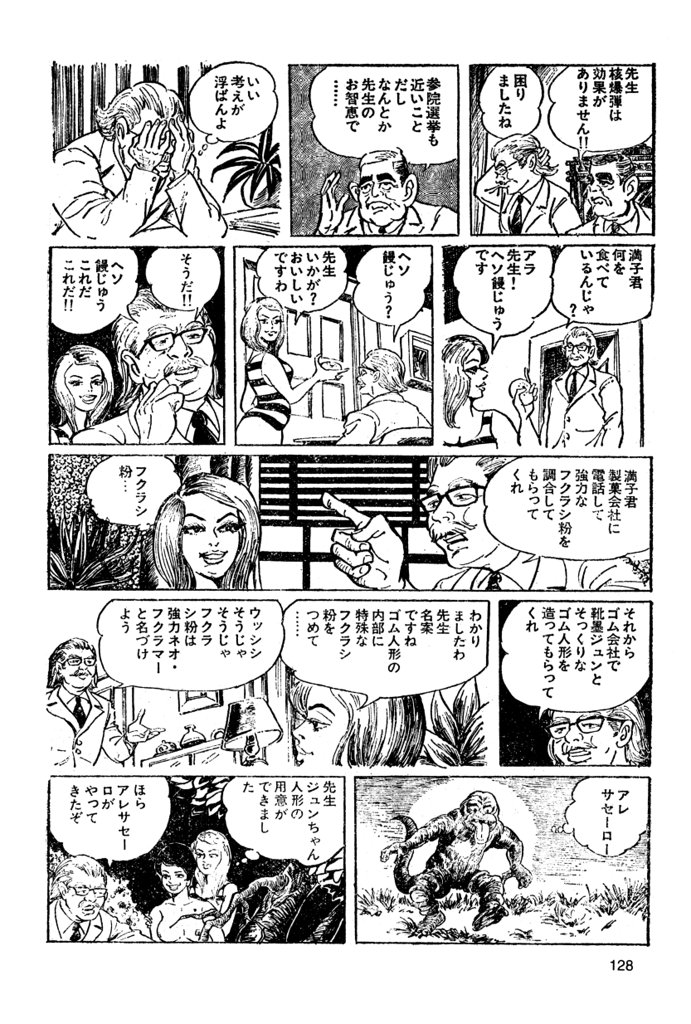 先生
核爆弾は
効果が
ありません!!
困り
ましたね
参院選挙も
近いこと
だし
なんとか
先生の
お智恵で
……
いい
考えが
浮ばんよ
満子君
何を
食べて
いるんじゃ
?
アラ
先生!
ヘソ饅じゅう
です
ヘソ
饅じゅう?
先生
いかが?
おいしい
ですわ
そうだ!!
ヘソ
饅じゅう
これだ
これだ!!
満子君
製菓会社に
電話して
強力な
フクラシ粉を
調合して
もらって
くれ
フクラシ
粉…
それから
ゴム会社で
靴墨ジュンと
そっくりな
ゴム人形を
造ってもらって
くれ
わかり
ましたわ
先生
名案
ですね
ゴム人形の
内部に
特殊な
フクラシ
粉を
つめて
ウッシシ
そうじゃ
そうじゃ
フクラ
シ粉は
強力ネオ・
フクラマー
と名づけ
よう
アレ
サセーロー
先生
ジュンちゃん
人形の
用意が
できまし
た
ほら
アレサセー
ロが
やって
きたぞ
128